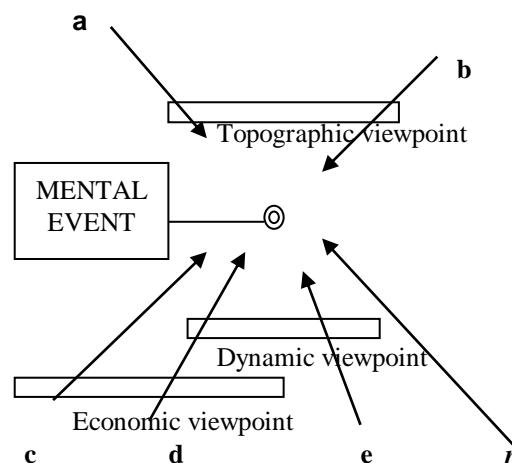 a
b
Topographic viewpoint
MENTAL
EVENT
Dynamic viewpoint
Economic viewpoint
c
d
e
n